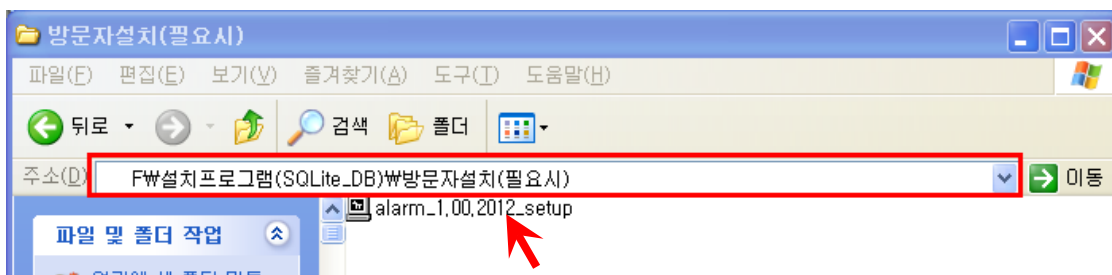 방문자설치(필요시)
파일(F) 편집(E) 보기(V) 즐겨찾기(A) 도구(T) 도움말(H)
뒤로 검색 폴더
주소(D) F₩설치프로그램(SQLite_DB)₩방문자설치(필요시) 이동
alarm_1,00,2012_setup
파일 및 폴더 작업